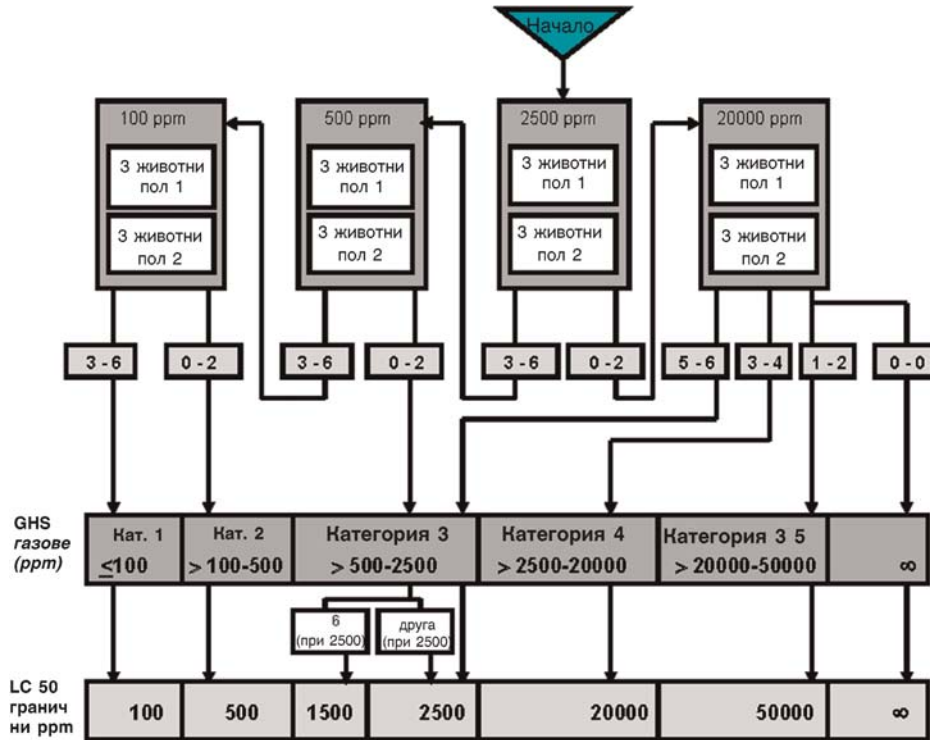 Начало
100 ppm
500 ppm
2500 ppm
20000 ppm
3 животни
пол 1
3 животни
пол 1
3 животни
пол 1
3 животни
пол 1
3 животни
пол 2
3 животни
пол 2
3 животни
пол 2
3 животни
пол 2
3 - 6
0 - 2
3 - 6
0 - 2
3 - 6
0 - 2
5 - 6
3 - 4
1 - 2
0 - 0
GHS
газове
(ppm)
Кат. 1
≤100
Кат. 2
> 100-500
Категория 3
> 500-2500
Категория 4
> 2500-20000
Категория 3 5
> 20000-50000
∞
6
(при 2500)
друга
(при 2500)
LC 50
гранич
ни ppm
100
500
1500
2500
20000
50000
∞